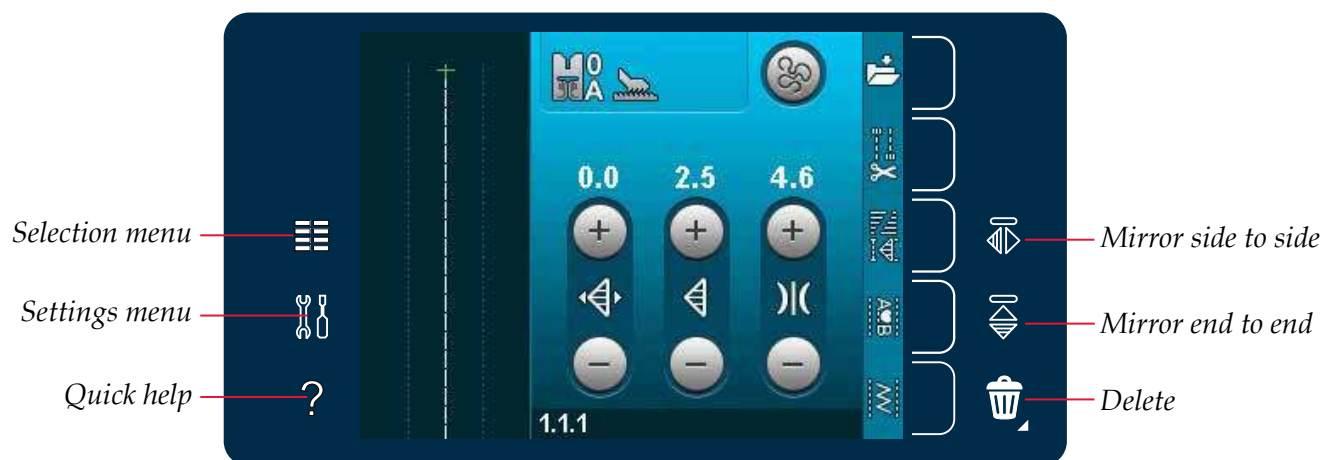 0
A
0.0 2.5 4.6
Selection menu
Mirror side to side
Settings menu
A♥B
Mirror end to end
Quick help
?
Delete
1.1.1